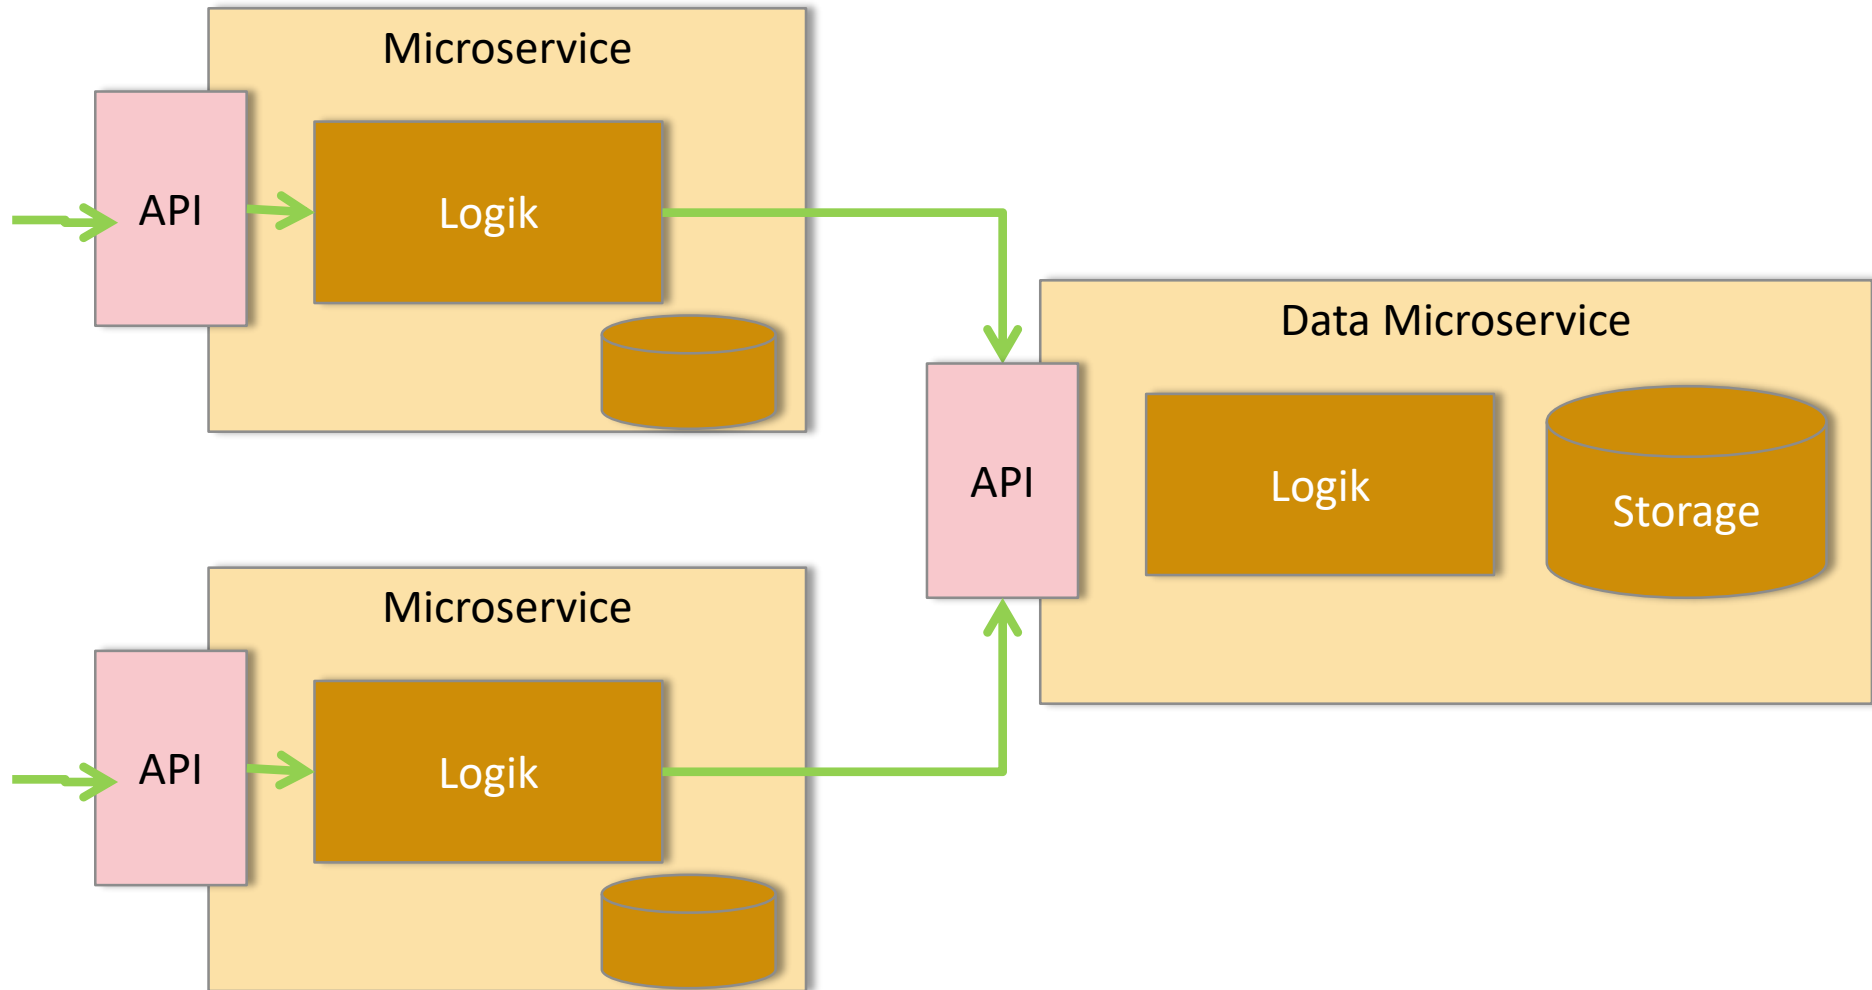 Microservice
API
Logik
Data Microservice
API
Logik
Storage
Microservice
API
Logik